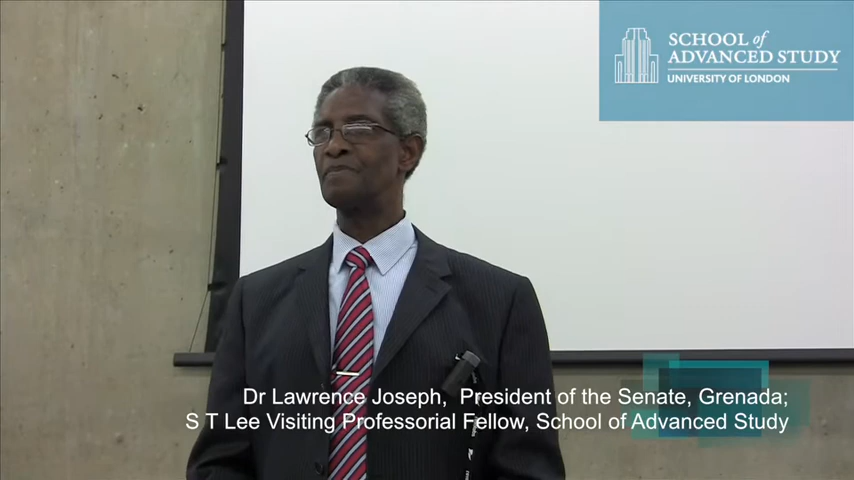 SCHOOL of
ADVANCED STUDY
UNIVERSITY OF LONDON
Dr Lawrence Joseph, President of the Senate, Grenada;
S T Lee Visiting Professorial Fellow, School of Advanced Study